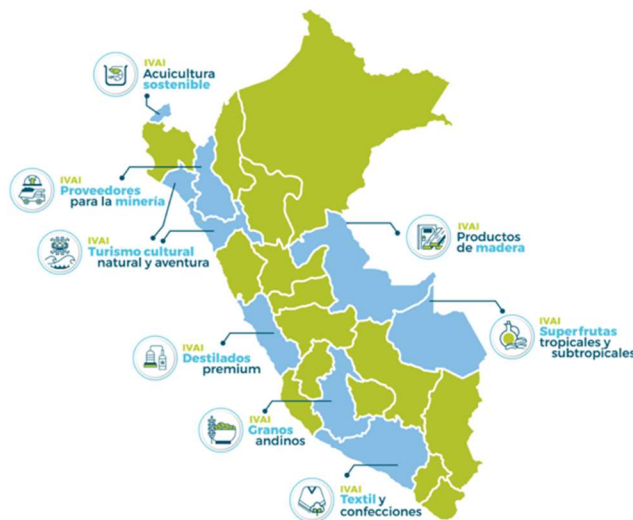 IVAI
Acuicultura
sostenible
IVAI
Proveedores
para la minería
IVAI
Turismo cultural
natural y aventura
IVAI
Productos
de madera
IVAI
Superfrutas
tropicales y
subtropicales
IVAI
Destilados
premium
IVAI
Granos
andinos
IVAI
Textil y
confecciones